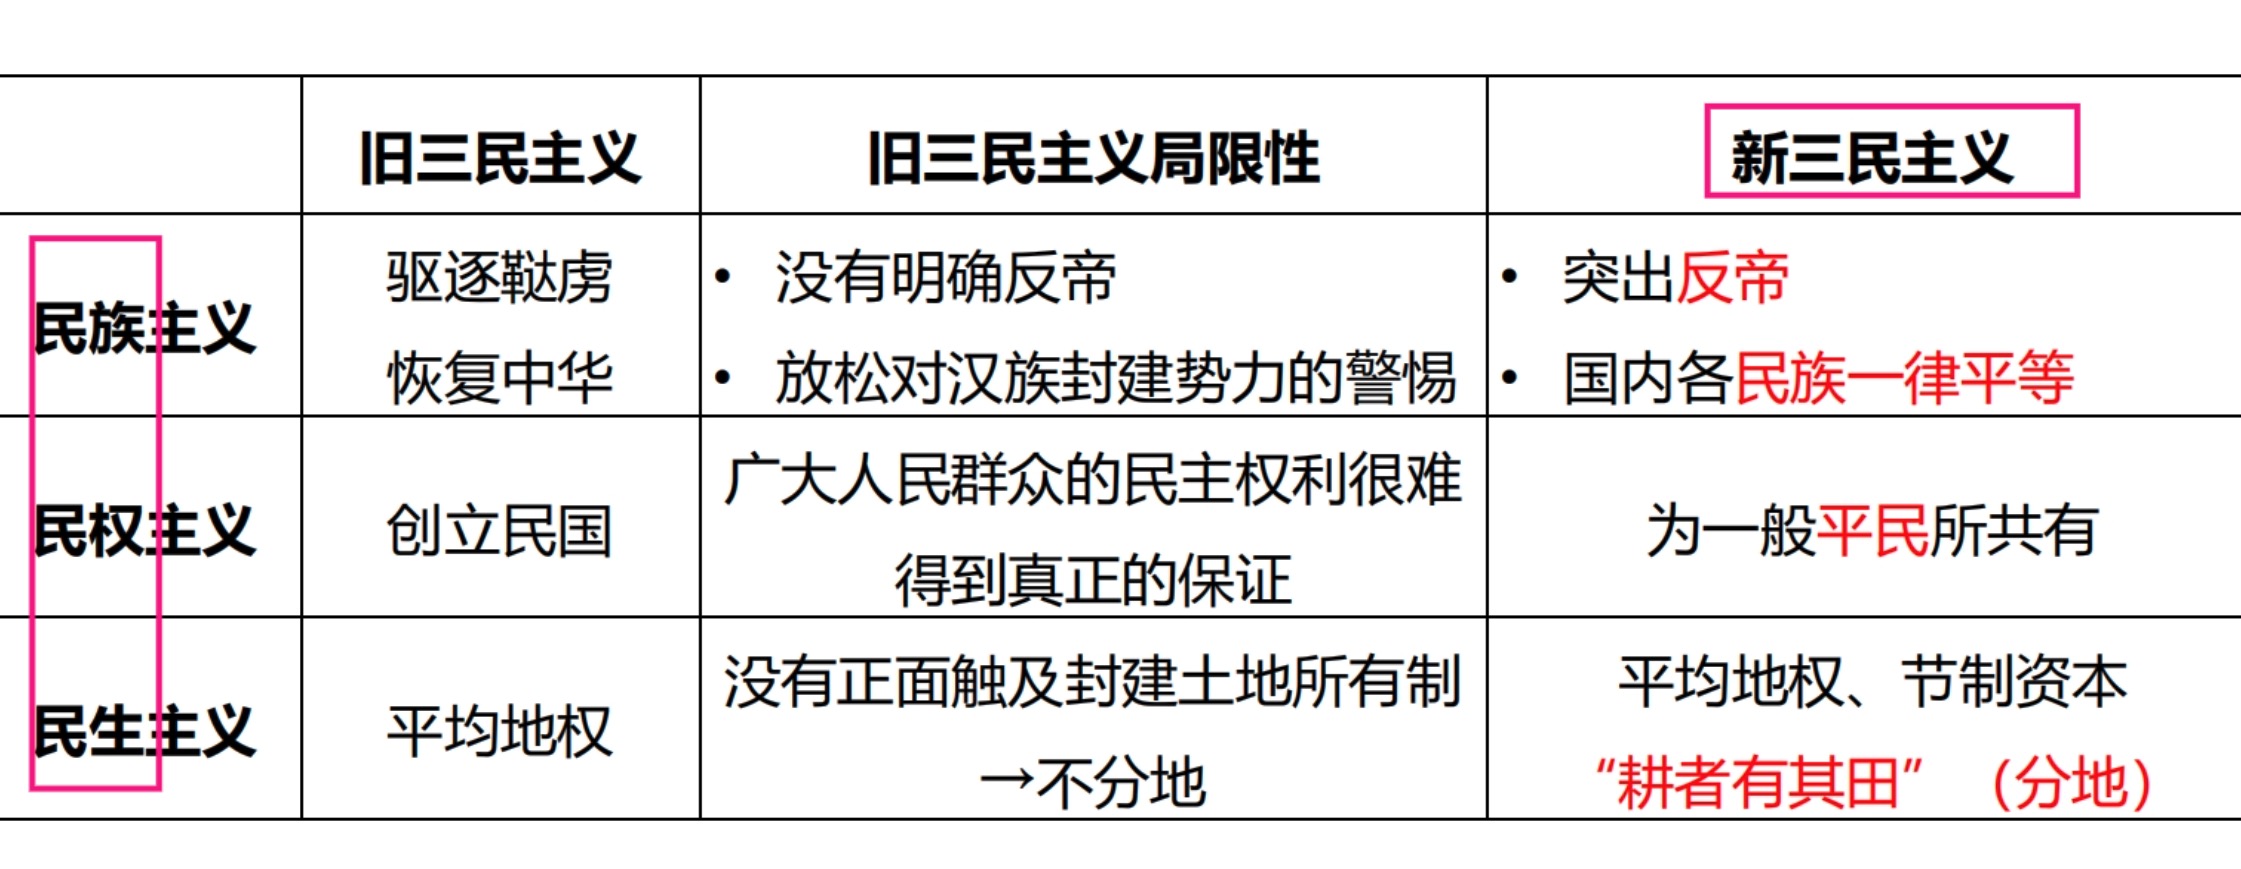 旧三民主义
旧三民主义局限性
新三民主义
民族主义
驱逐鞑虏
恢复中华
• 没有明确反帝
• 放松对汉族封建势力的警惕
• 突出反帝
• 国内各民族一律平等
民权主义
创立民国
广大人民群众的民主权利很难
得到真正的保证
为一般平民所共有
民生主义
平均地权
没有正面触及封建土地所有制
→不分地
平均地权、节制资本
“耕者有其田”（分地）